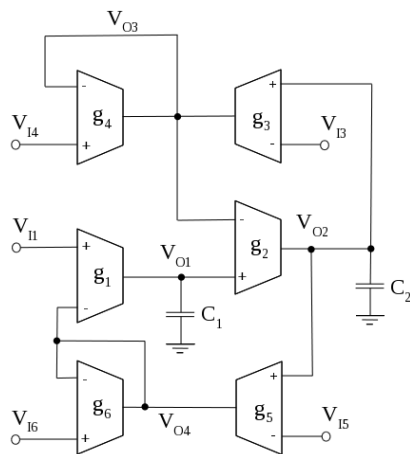 V_O3
- +
g_4 g_3
V_I4 + - V_I3
V_O2
-
V_I1 + V_O1 g_2
g_1 +
- C_1 C_2
- +
g_6 g_5
V_I6 + V_O4 - V_I5